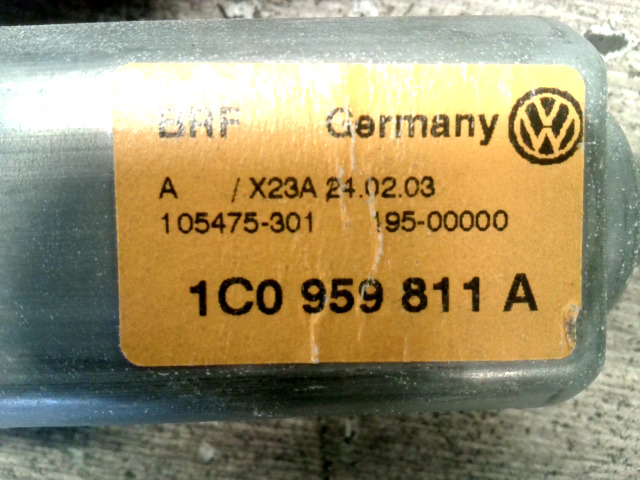 BRF Germany
A / X23A 24.02.03
105475-301 195-00000
1C0 959 811 A